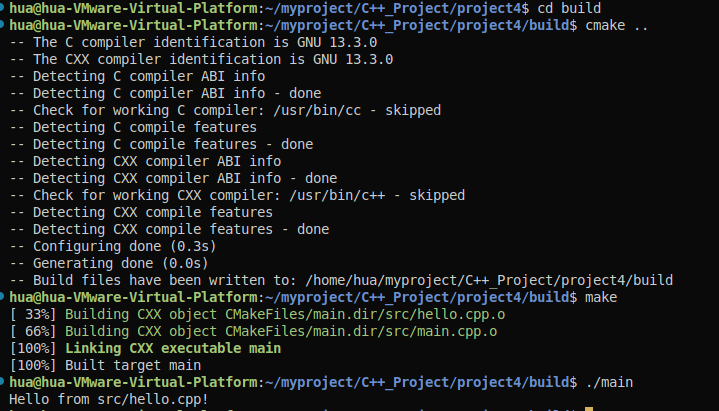 hua@hua-VMware-Virtual-Platform:~/myproject/C++_Project/project4$ cd build
hua@hua-VMware-Virtual-Platform:~/myproject/C++_Project/project4/build$ cmake ..
-- The C compiler identification is GNU 13.3.0
-- The CXX compiler identification is GNU 13.3.0
-- Detecting C compiler ABI info
-- Detecting C compiler ABI info - done
-- Check for working C compiler: /usr/bin/cc - skipped
-- Detecting C compile features
-- Detecting C compile features - done
-- Detecting CXX compiler ABI info
-- Detecting CXX compiler ABI info - done
-- Check for working CXX compiler: /usr/bin/c++ - skipped
-- Detecting CXX compile features
-- Detecting CXX compile features - done
-- Configuring done (0.3s)
-- Generating done (0.0s)
-- Build files have been written to: /home/hua/myproject/C++_Project/project4/build
hua@hua-VMware-Virtual-Platform:~/myproject/C++_Project/project4/build$ make
[ 33%] Building CXX object CMakeFiles/main.dir/src/hello.cpp.o
[ 66%] Building CXX object CMakeFiles/main.dir/src/main.cpp.o
[100%] Linking CXX executable main
[100%] Built target main
hua@hua-VMware-Virtual-Platform:~/myproject/C++_Project/project4/build$ ./main
Hello from src/hello.cpp!